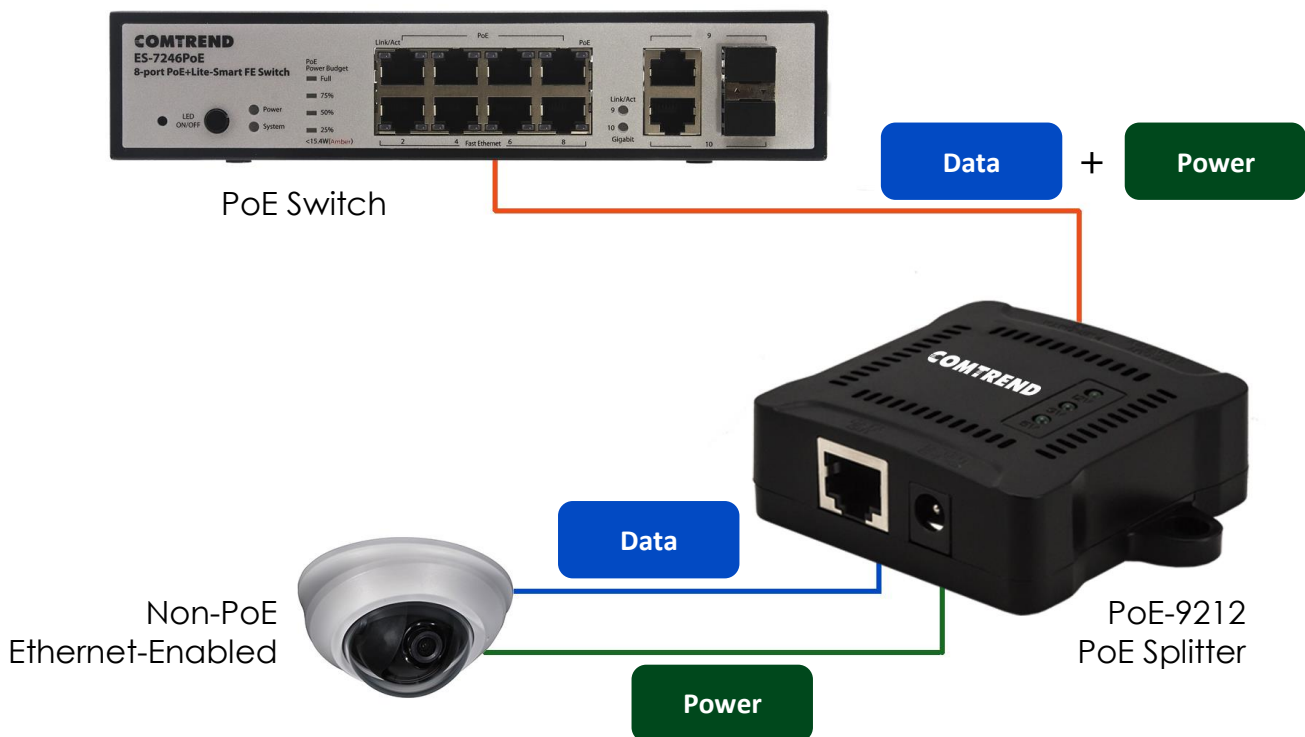 COMTREND
ES-7246PoE
8-port PoE+Lite-Smart FE Switch
LED
ON/OFF
Power
System
PoE
Power Budget
Full
75%
50%
25%
<15.4W(Amber)
Link/Act
PoE
PoE
2
4
Fast Ethernet
6
8
Link/Act
9
10
Gigabit
9
10
PoE Switch
Data
+
Power
COMTREND
Data
Non-PoE
Ethernet-Enabled
PoE-9212
PoE Splitter
Power